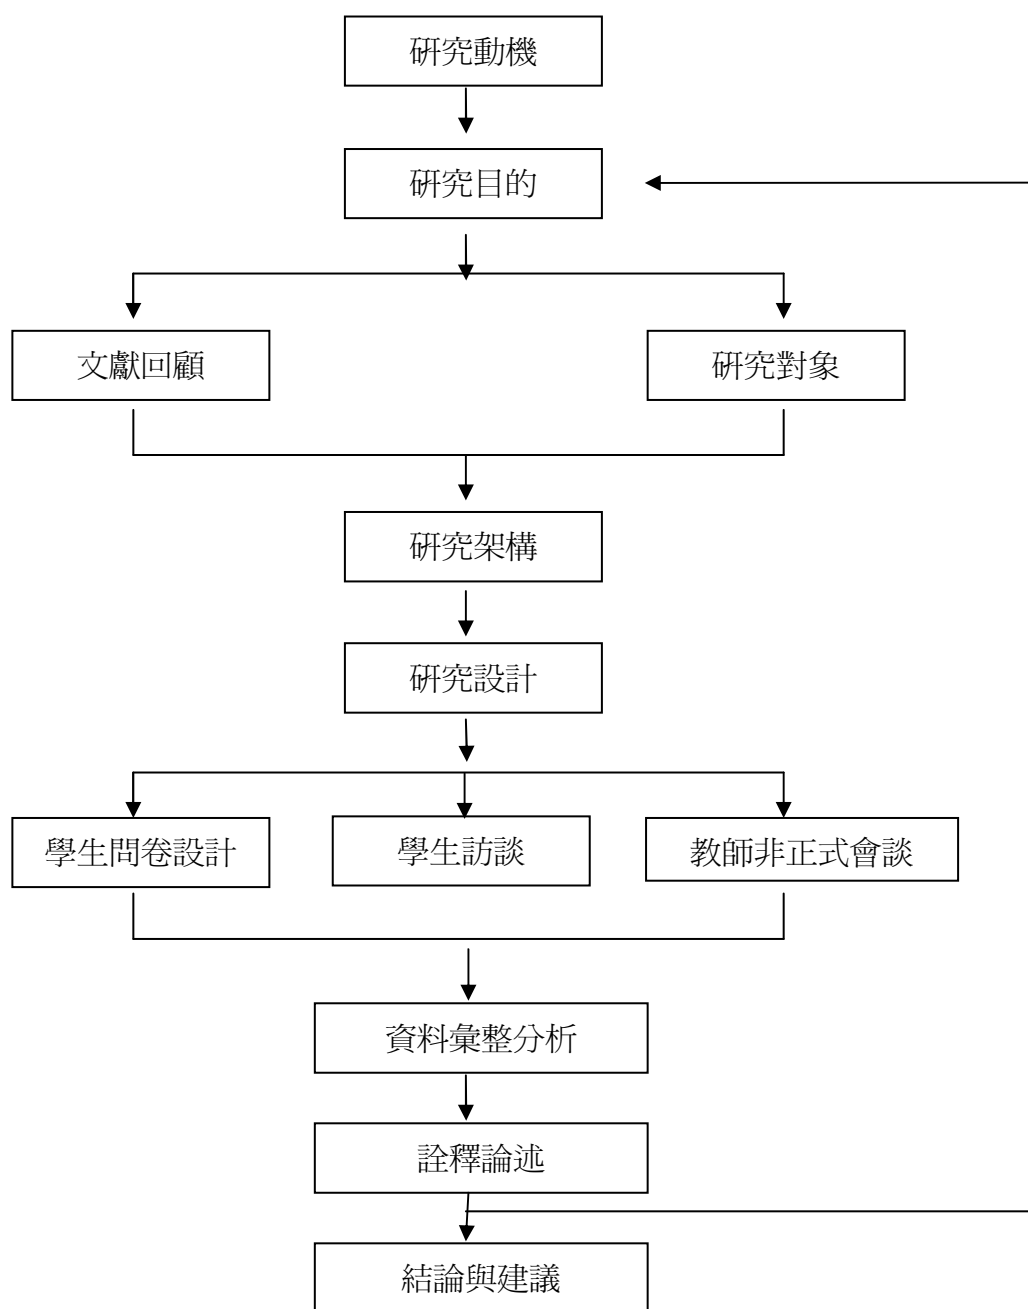 研究動機
研究目的
文獻回顧
研究對象
研究架構
研究設計
學生問卷設計
學生訪談
教師非正式會談
資料彙整分析
詮釋論述
結論與建議